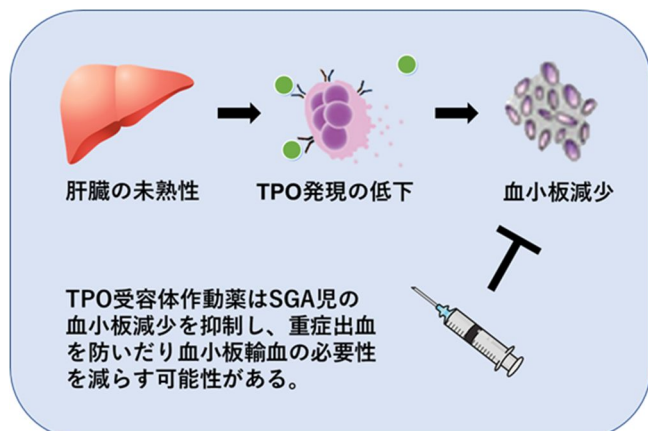 肝臓の未熟性
TPO発現の低下
血小板減少
TPO受容体作動薬はSGA児の
血小板減少を抑制し、重症出血
を防いだり血小板輸血の必要性
を減らす可能性がある。